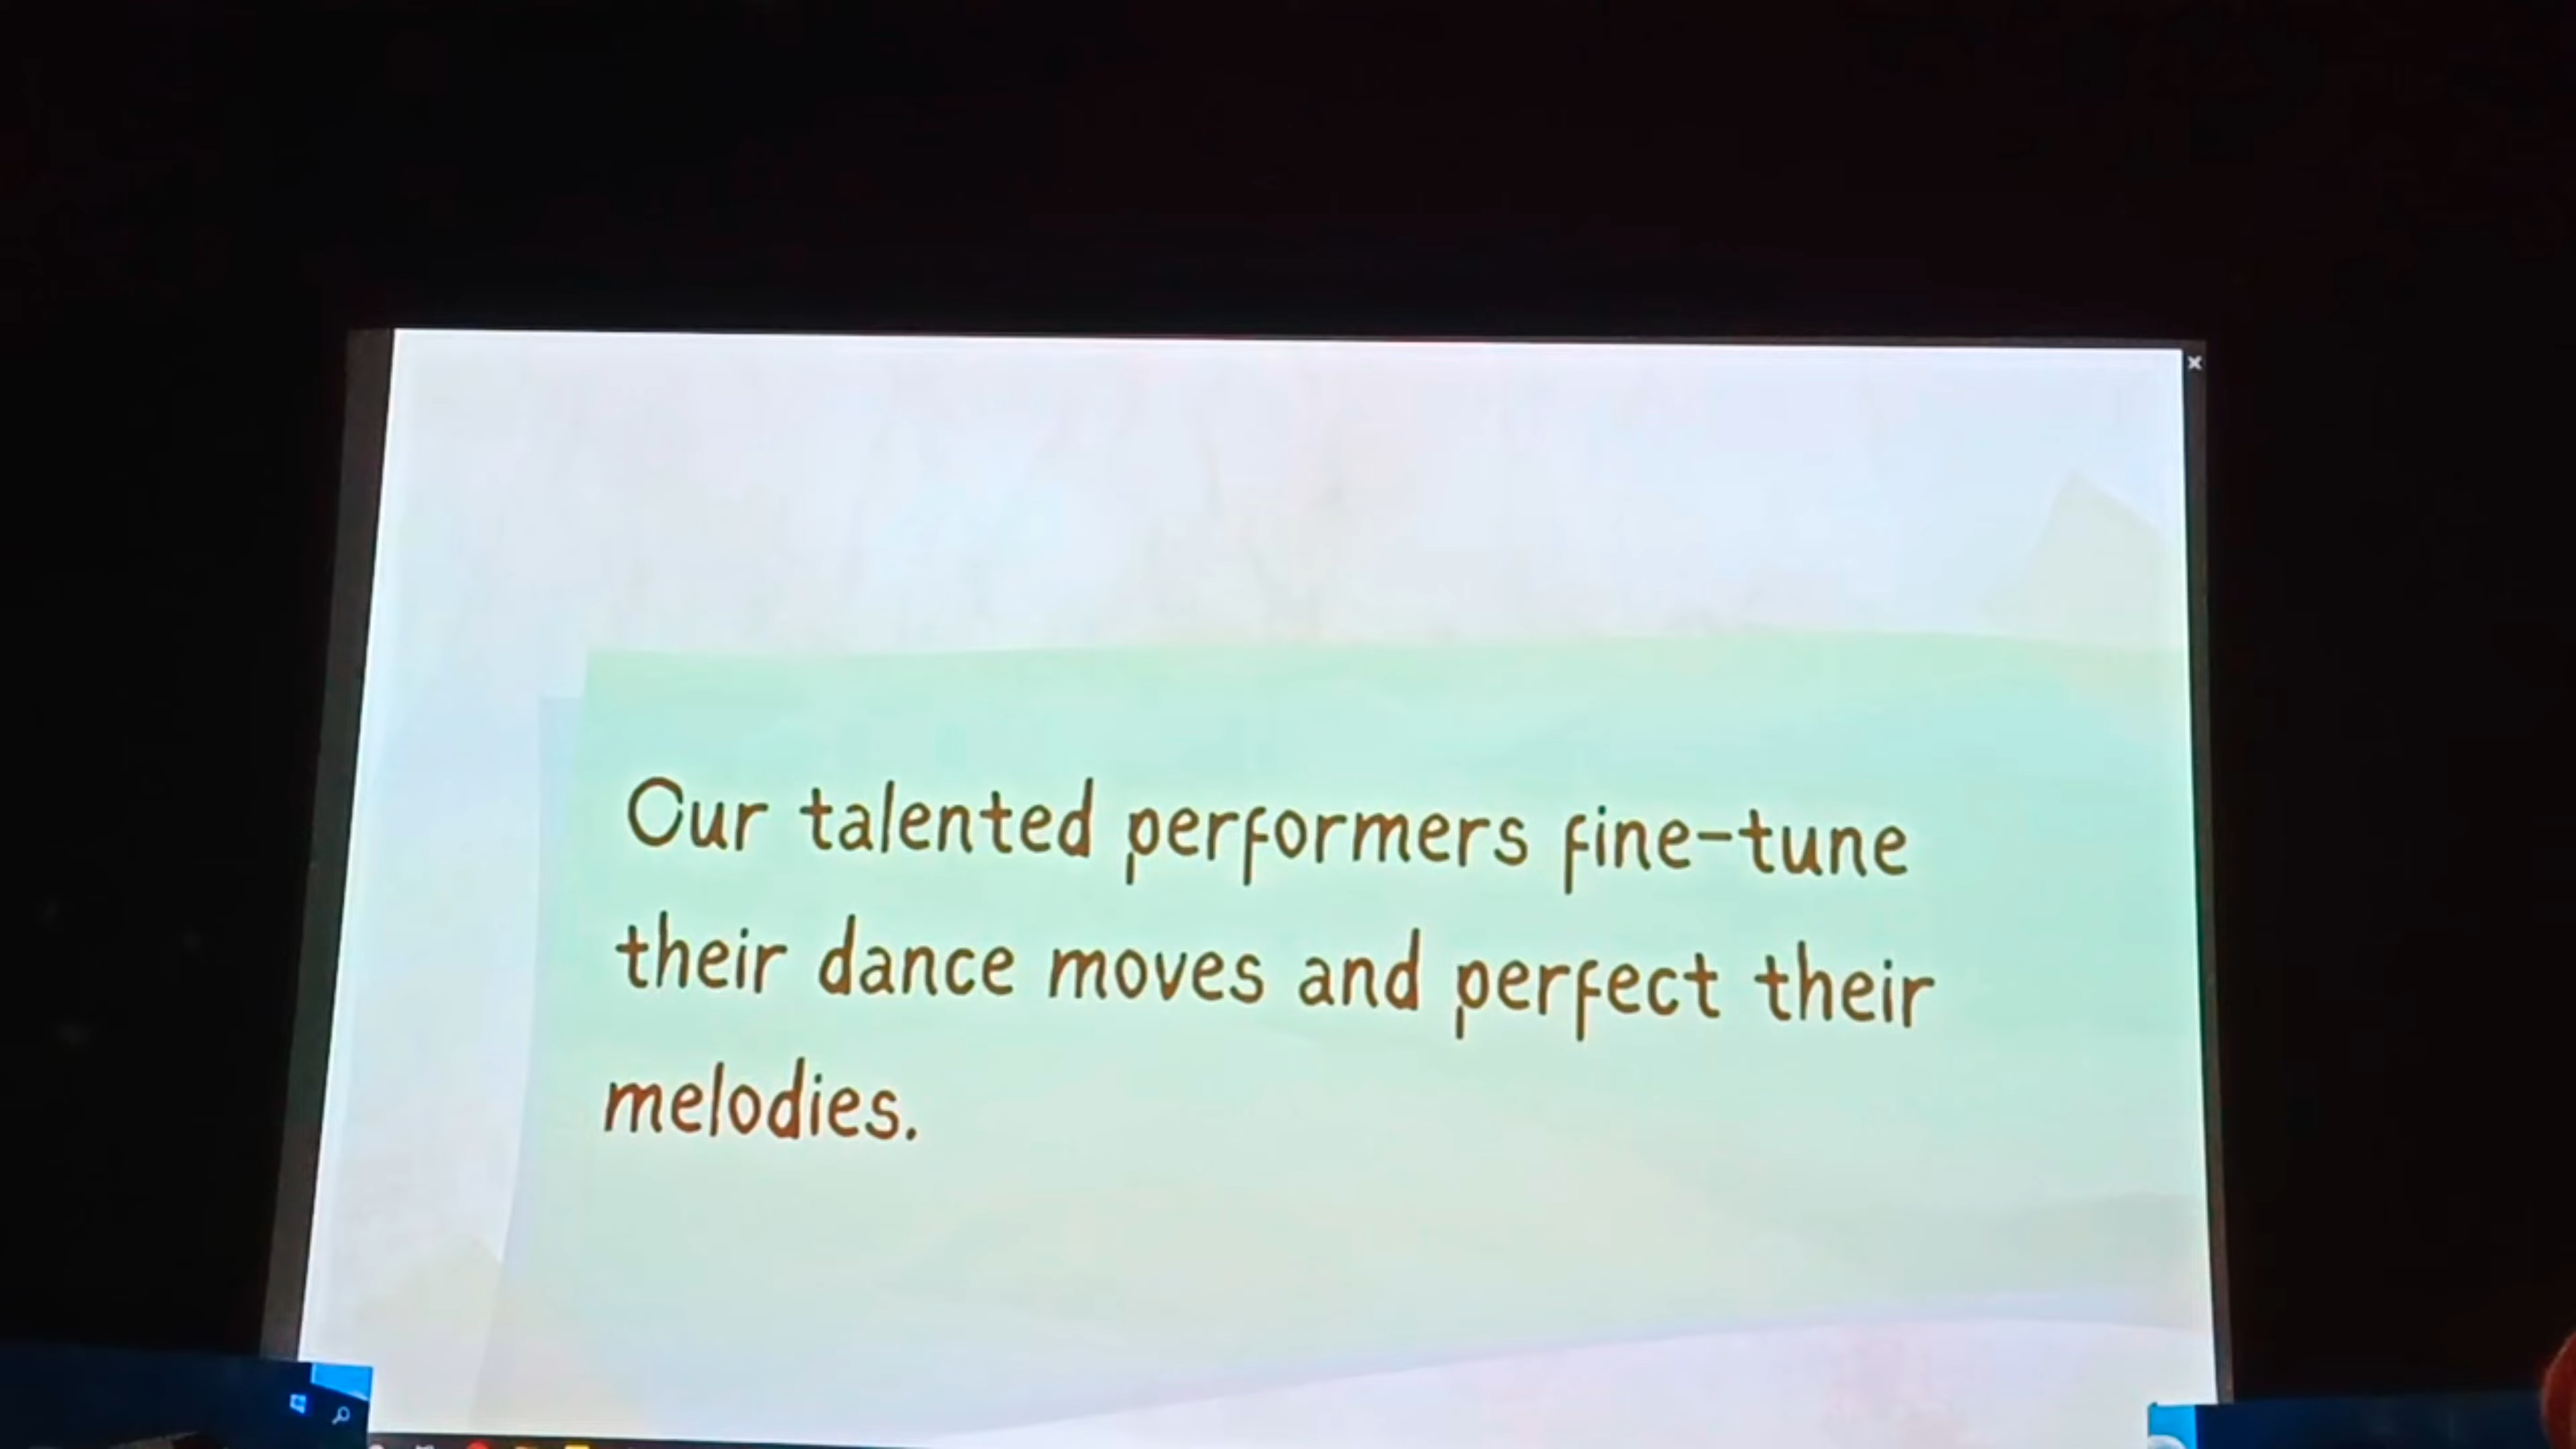 Our talented performers fine-tune
their dance moves and perfect their
melodies.